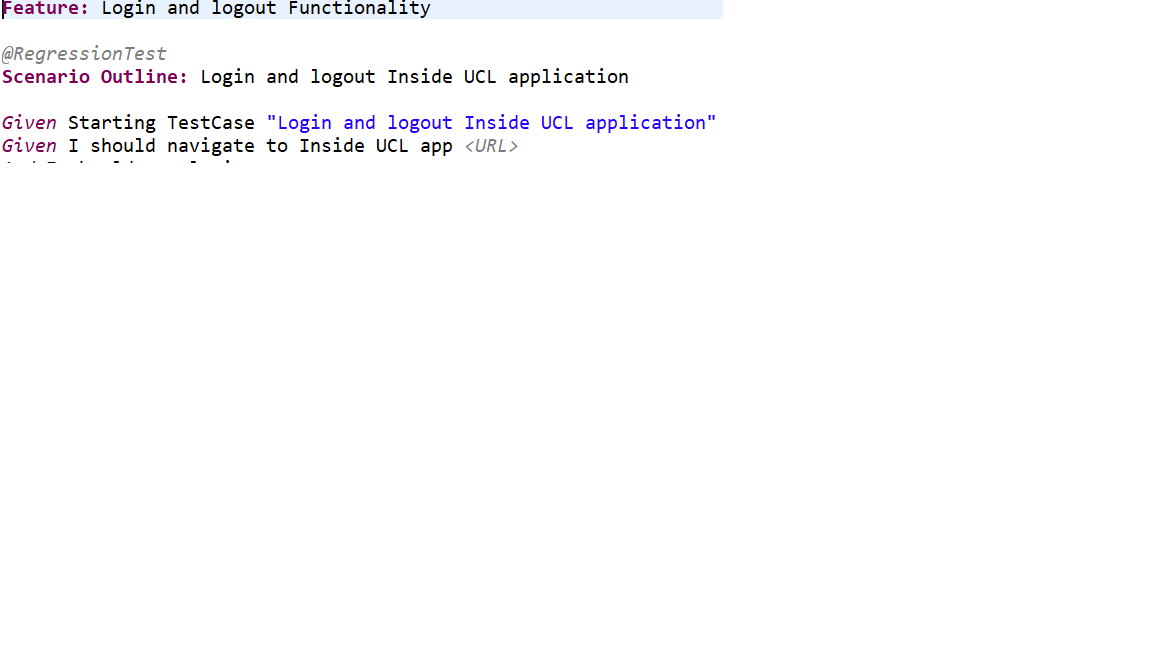 Feature: Login and logout Functionality
@RegressionTest
Scenario Outline: Login and logout Inside UCL application
Given Starting TestCase "Login and logout Inside UCL application"
Given I should navigate to Inside UCL app <URL>